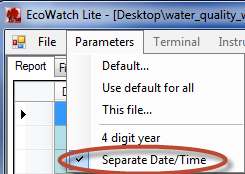 EcoWatch Lite - [Desktop\water_quality_v
File Parameters Terminal Instru
Report
Default...
Use default for all
This file...
4 digit year
Separate Date/Time